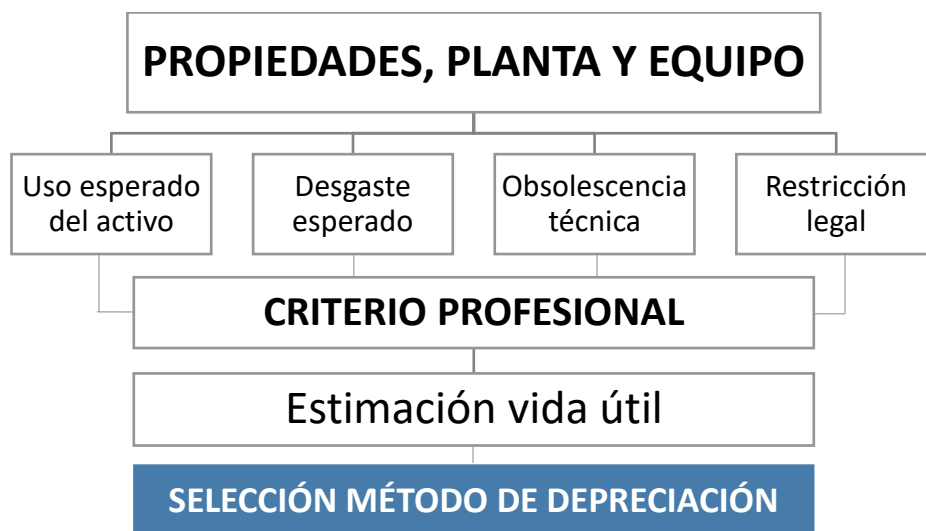 PROPIEDADES, PLANTA Y EQUIPO
Uso esperado
del activo
Desgaste
esperado
Obsolescencia
técnica
Restricción
legal
CRITERIO PROFESIONAL
Estimación vida útil
SELECCIÓN MÉTODO DE DEPRECIACIÓN